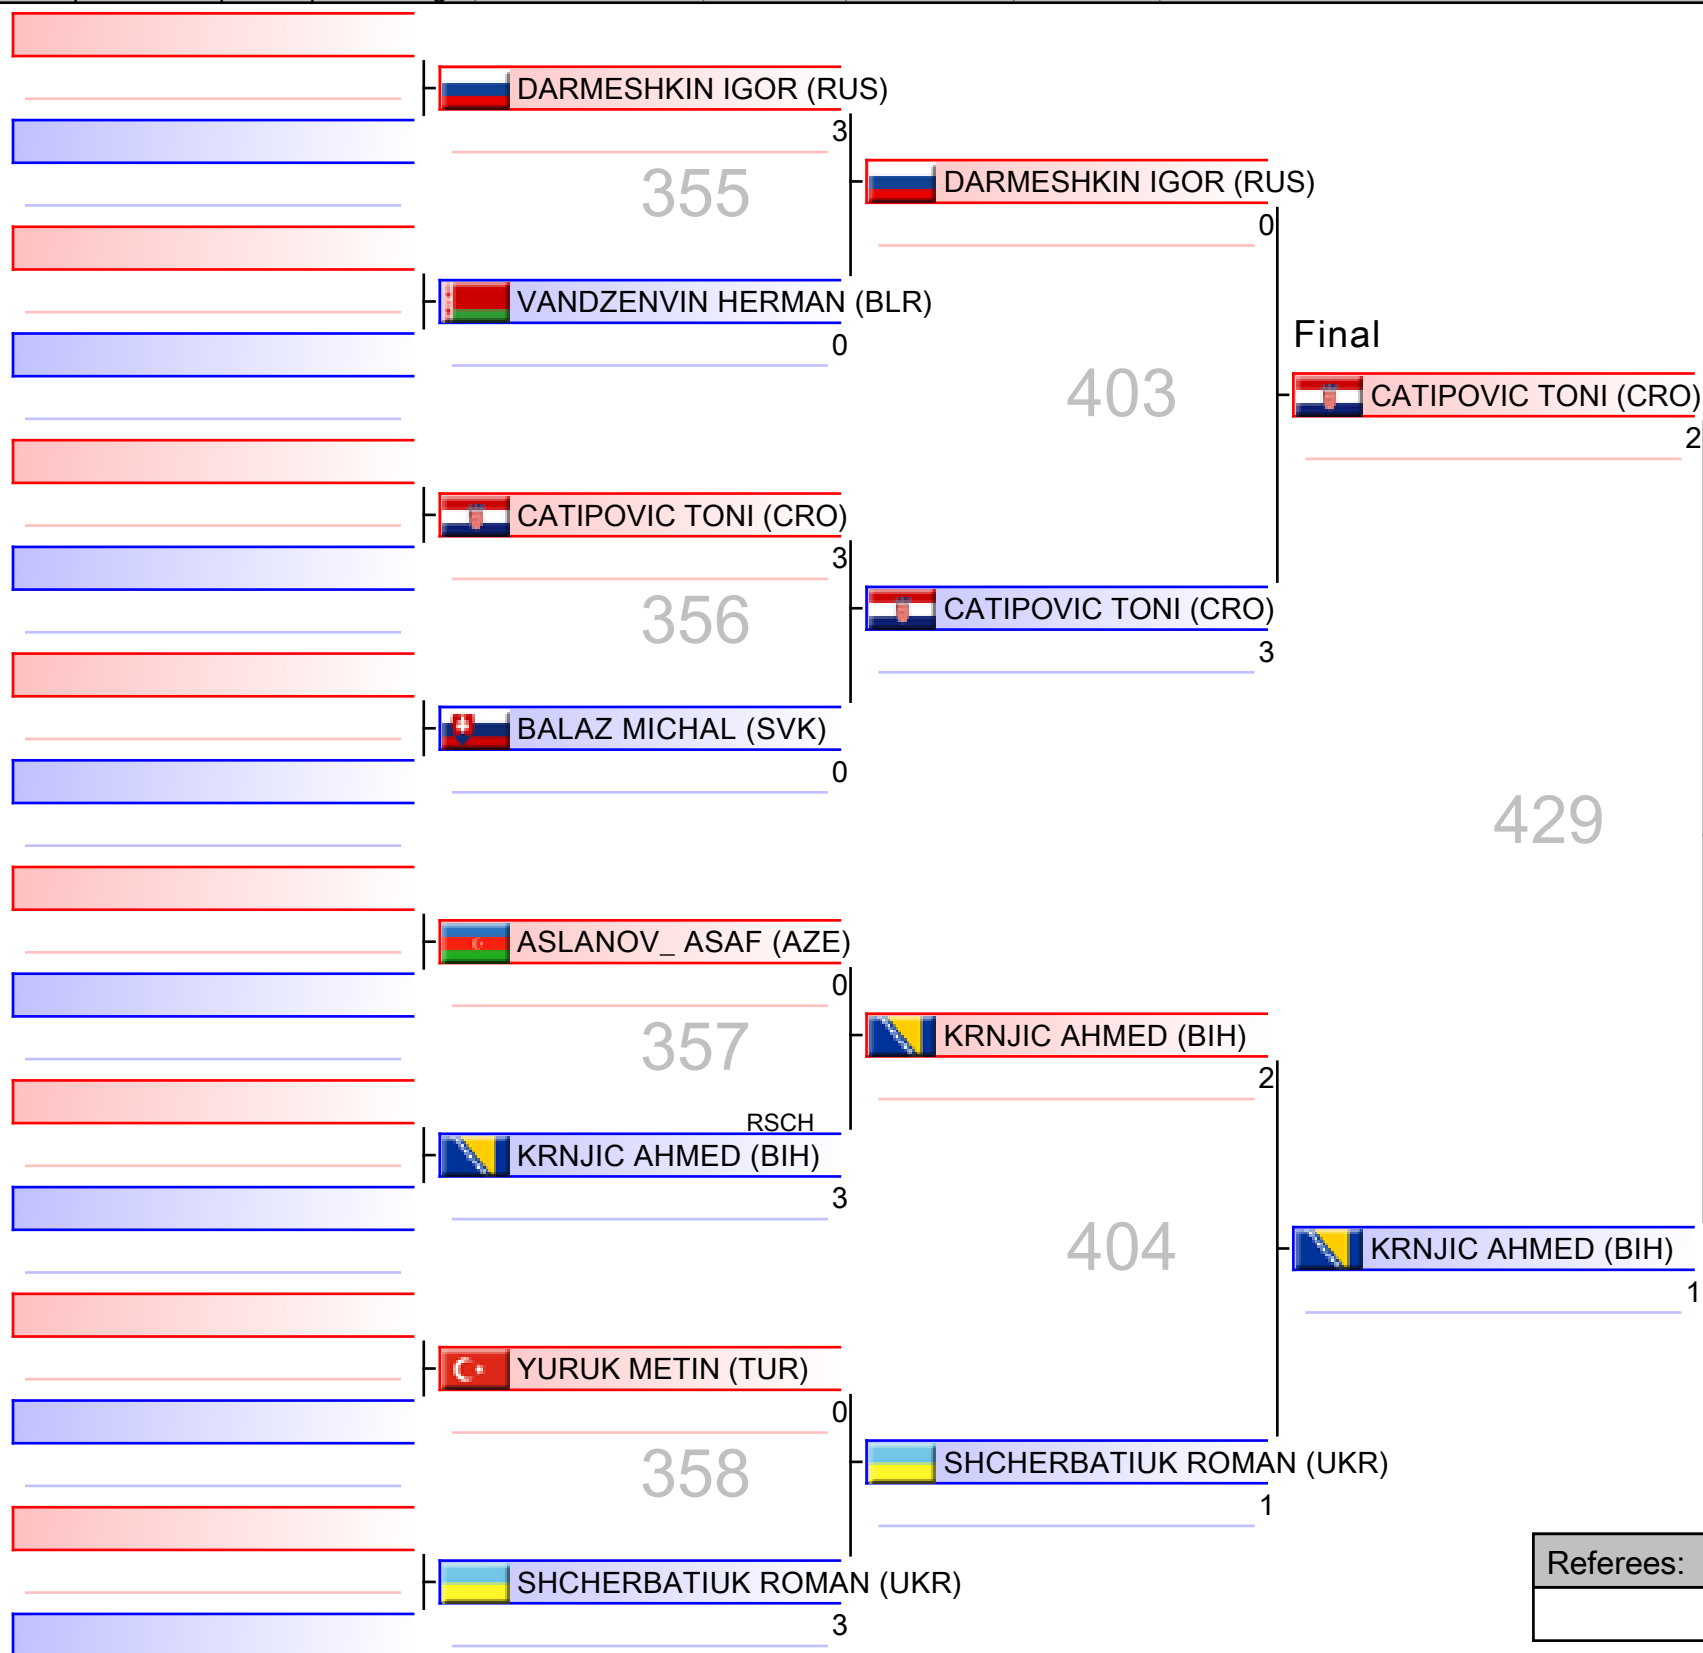 DARMESHKIN IGOR (RUS)
3
355
VANDZENVIN HERMAN (BLR)
0
CATIPOVIC TONI (CRO)
3
356
BALAZ MICHAL (SVK)
0
ASLANOV_ ASAF (AZE)
0
357
RSCH
KRNJIC AHMED (BIH)
3
YURUK METIN (TUR)
0
358
SHCHERBATIUK ROMAN (UKR)
3
DARMESHKIN IGOR (RUS)
0
403
CATIPOVIC TONI (CRO)
3
KRNJIC AHMED (BIH)
2
404
SHCHERBATIUK ROMAN (UKR)
1
Final
CATIPOVIC TONI (CRO)
2
429
KRNJIC AHMED (BIH)
1
Referees: